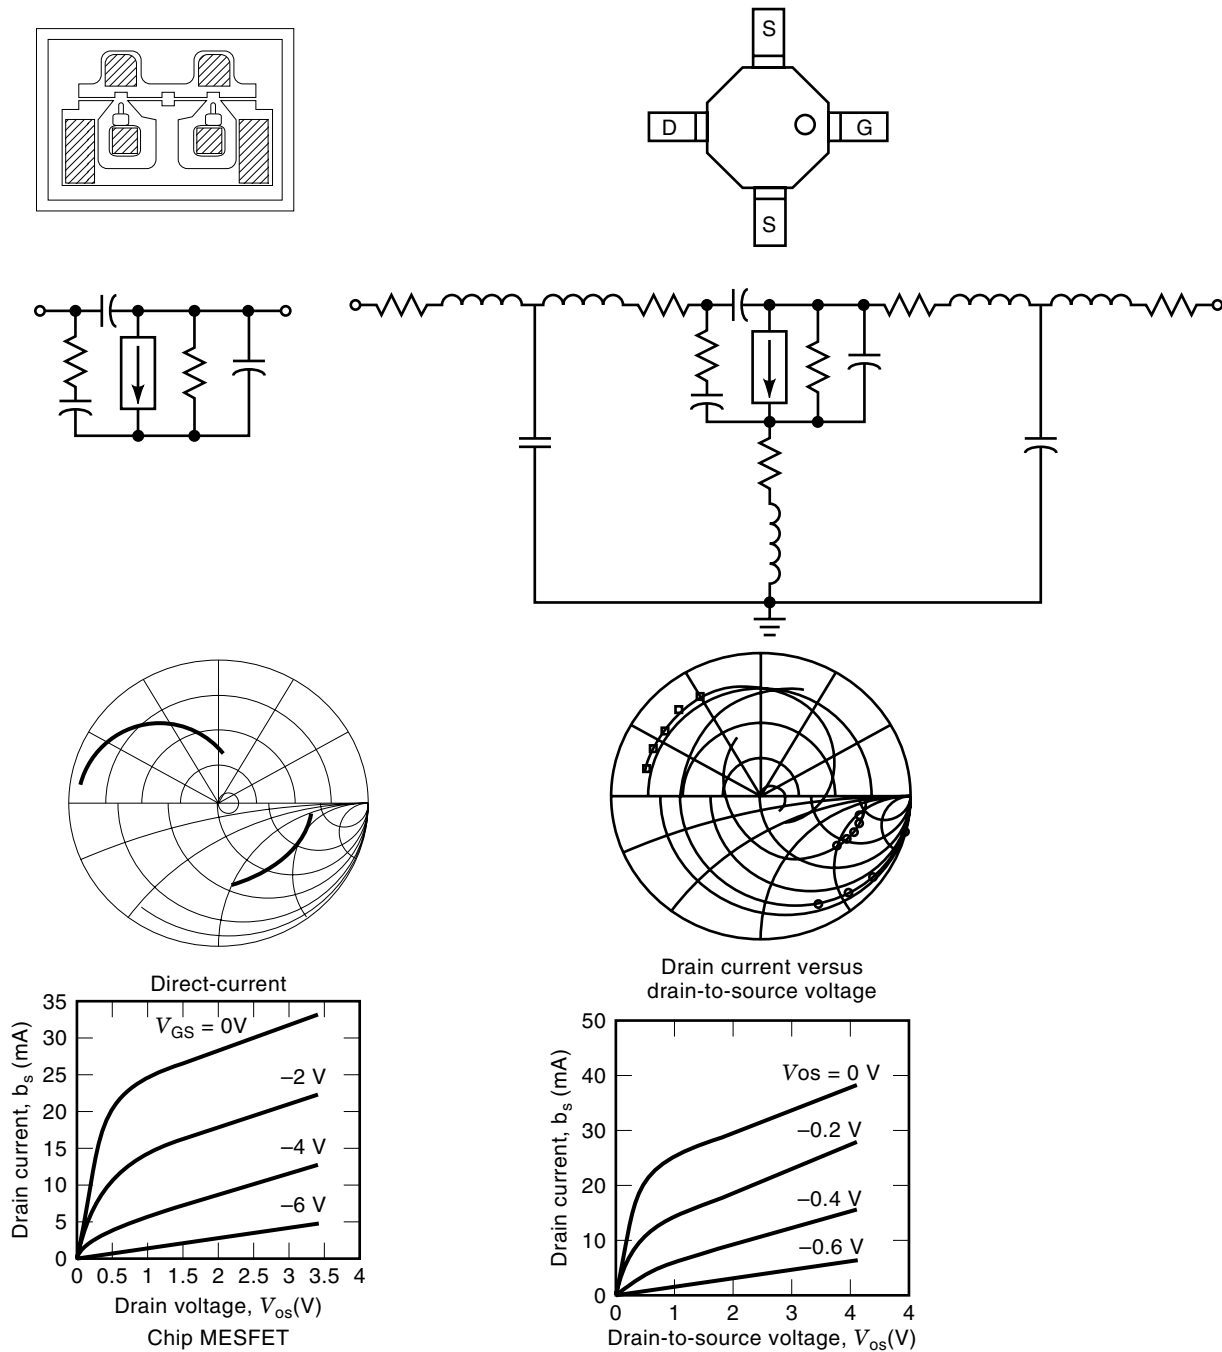 S
D
G
S
Direct-current
35
30
25
20
15
10
5
0
Drain current, bs (mA)
VGS = 0V
–2 V
–4 V
–6 V
0 0.5 1 1.5 2 2.5 3 3.5 4
Drain voltage, Vos(V)
Chip MESFET
Drain current versus
drain-to-source voltage
50
40
30
20
10
0
Drain current, bs (mA)
Vos = 0 V
–0.2 V
–0.4 V
–0.6 V
0 1 2 3 4 4
Drain-to-source voltage, Vos(V)